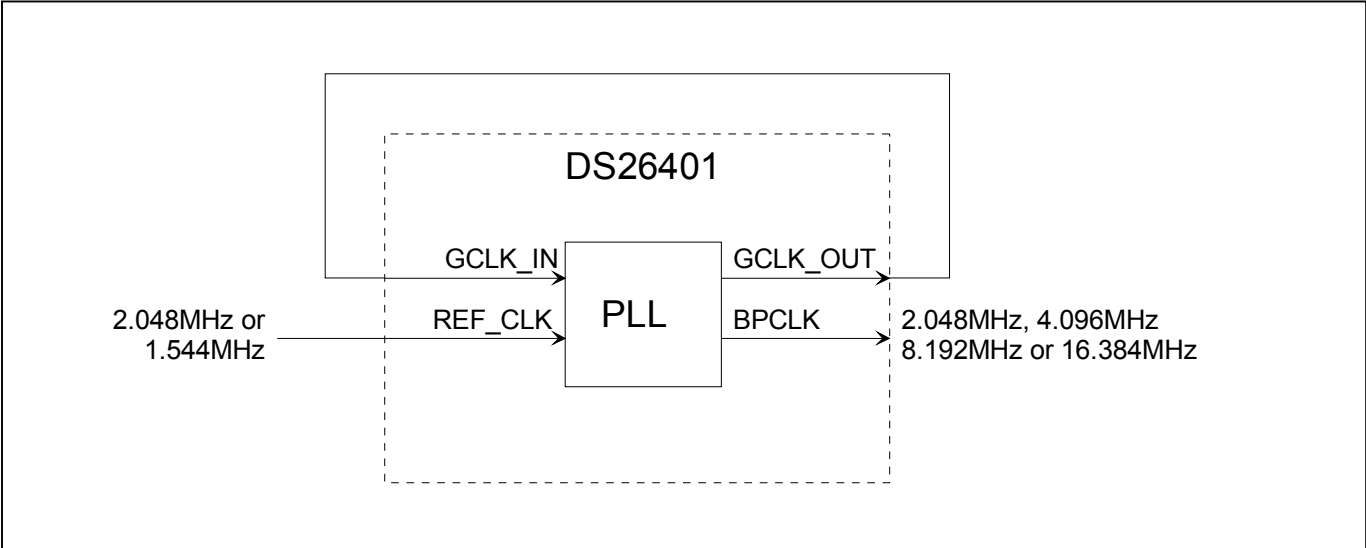 DS26401
GCLK_IN
GCLK_OUT
2.048MHz or
1.544MHz
REF_CLK
PLL
BPCLK
2.048MHz, 4.096MHz
8.192MHz or 16.384MHz